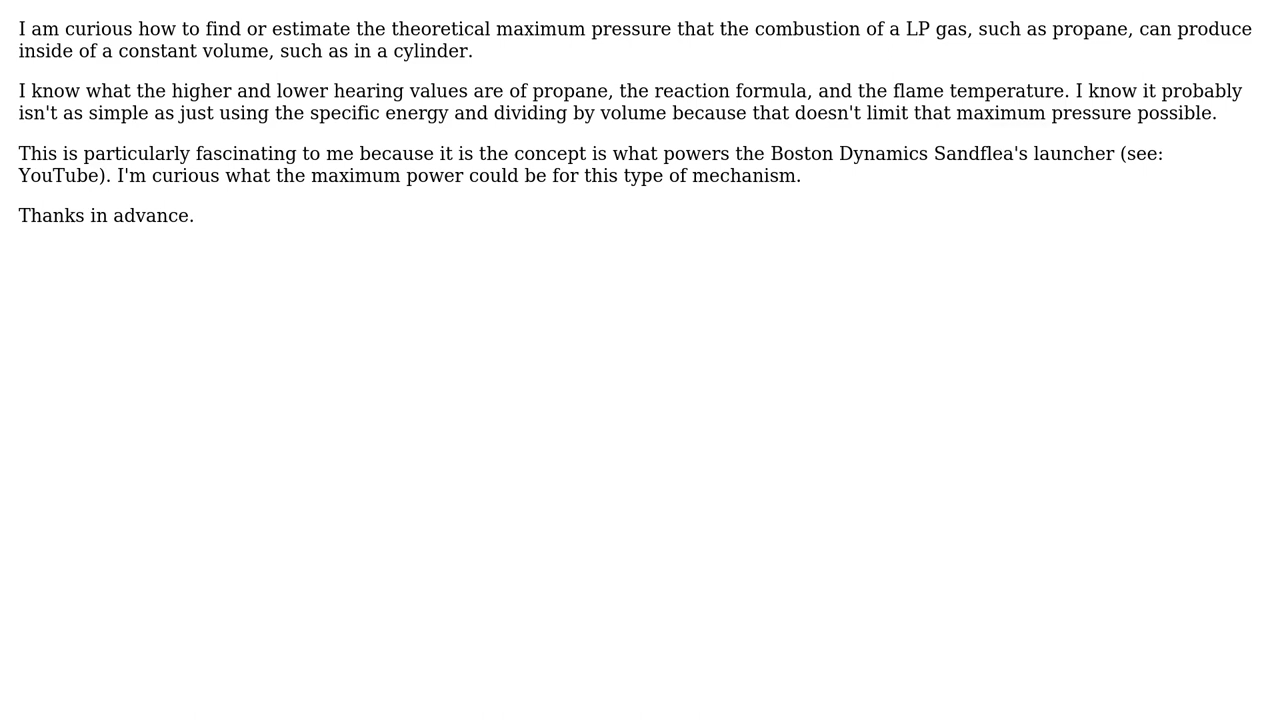 I am curious how to find or estimate the theoretical maximum pressure that the combustion of a LP gas, such as propane, can produce
inside of a constant volume, such as in a cylinder.
I know what the higher and lower hearing values are of propane, the reaction formula, and the flame temperature. I know it probably
isn't as simple as just using the specific energy and dividing by volume because that doesn't limit that maximum pressure possible.
This is particularly fascinating to me because it is the concept is what powers the Boston Dynamics Sandflea's launcher (see:
YouTube). I'm curious what the maximum power could be for this type of mechanism.
Thanks in advance.